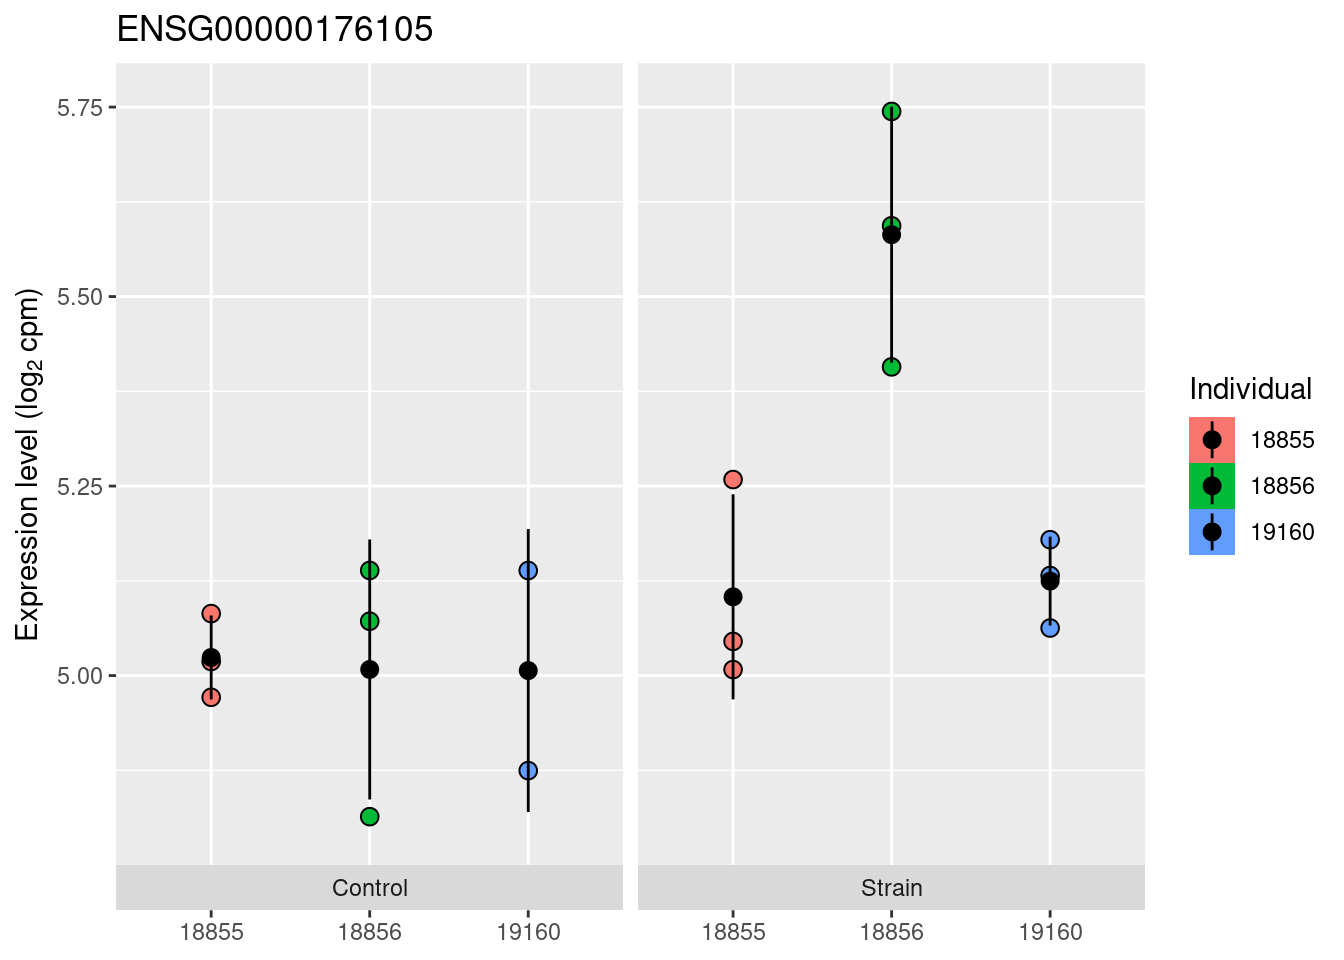 ENSG00000176105
Expression level (log₂ cpm)
5.75
5.50
5.25
5.00
Control
Strain
18855
18856
19160
18855
18856
19160
Individual
18855
18856
19160